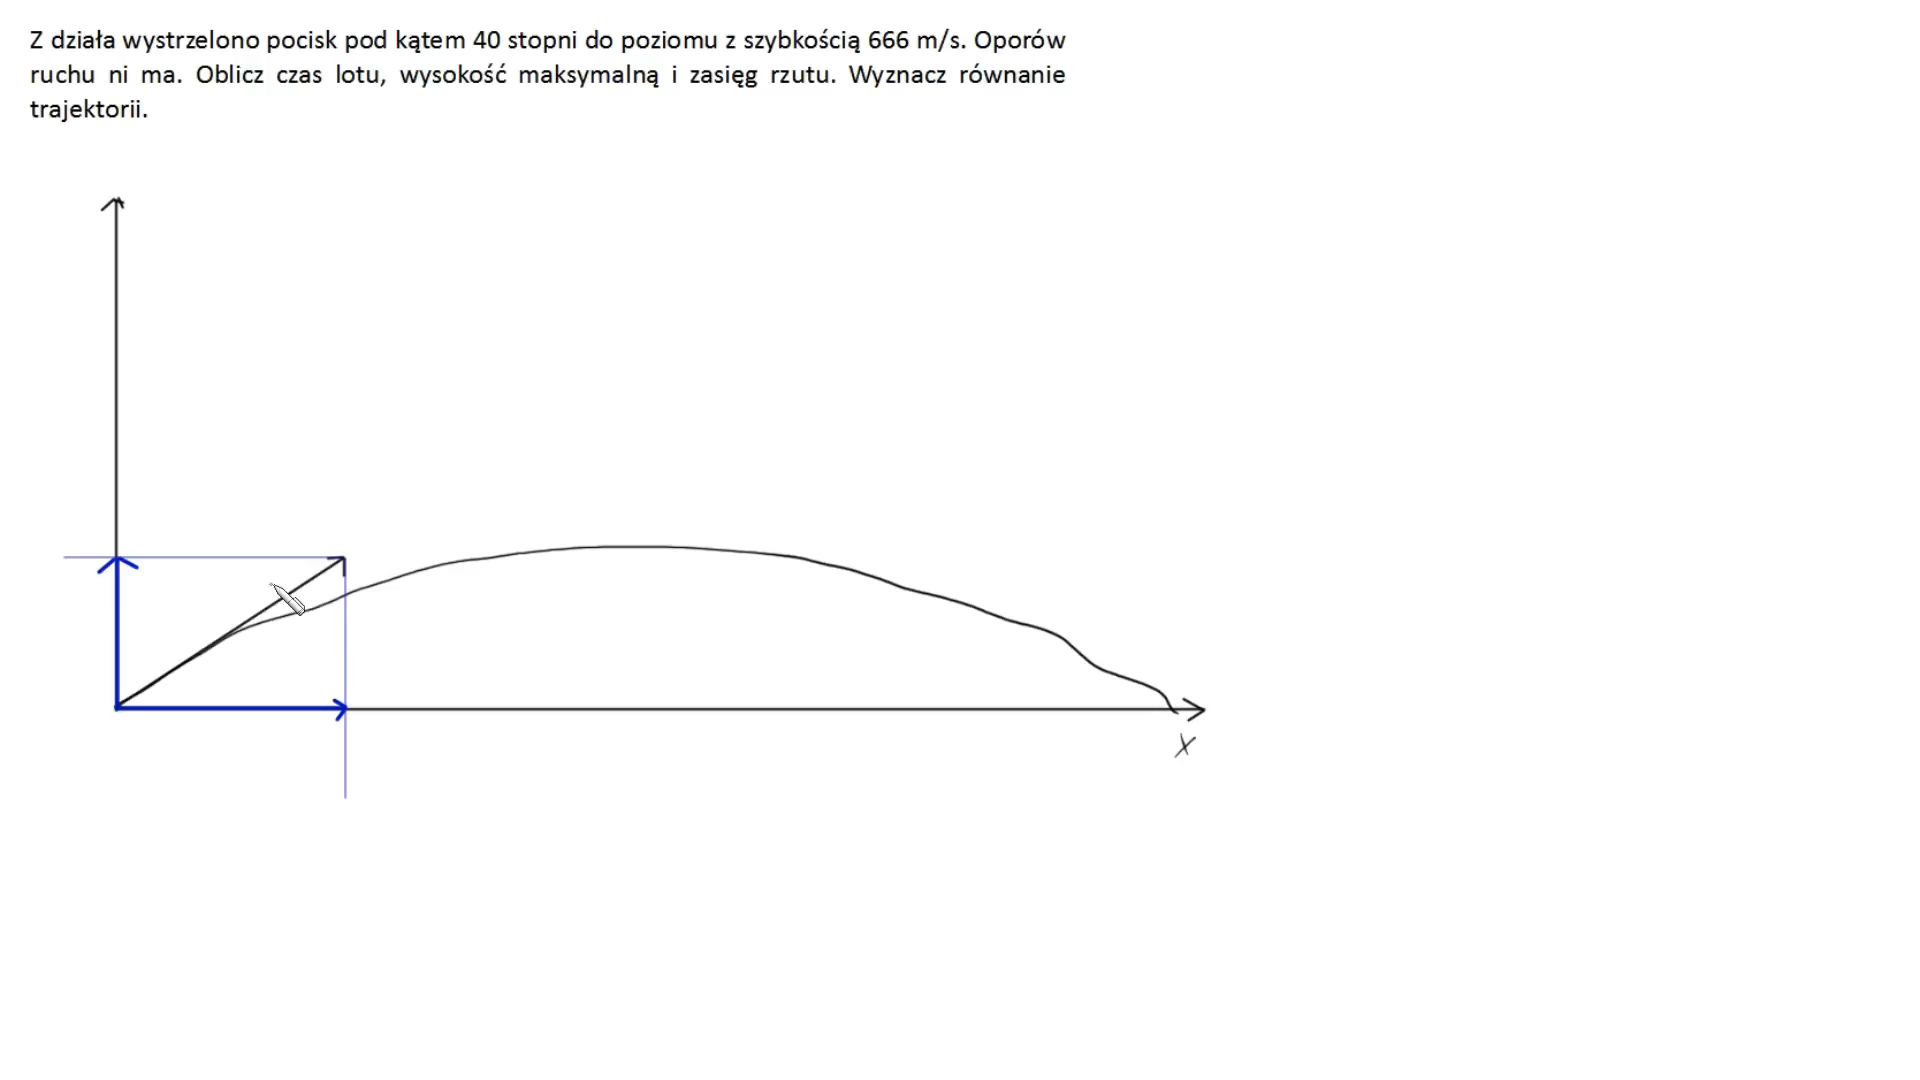 Z działa wystrzelono pocisk pod kątem 40 stopni do poziomu z szybkością 666 m/s. Oporów
ruchu ni ma. Oblicz czas lotu, wysokość maksymalną i zasięg rzutu. Wyznacz równanie
trajektorii.
X